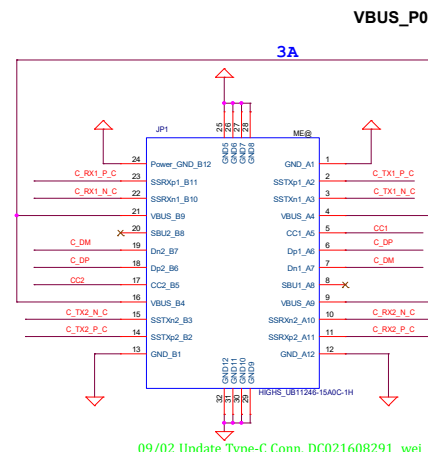 VBUS_P0
3A
JP1
ME@
25 26 27 28
GND5 GND6 GND7 GND8
24 Power_GND_B12 GND_A1 1
C_RX1_P_C 23 SSRXp1_B11 SSTXp1_A2 2 C_TX1_P_C
C_RX1_N_C 22 SSRXn1_B10 SSTXn1_A3 3 C_TX1_N_C
21 VBUS_B9 VBUS_A4 4
20 SBU2_B8 CC1_A5 5 CC1
C_DM 19 Dn2_B7 Dp1_A6 6 C_DP
C_DP 18 Dp2_B6 Dn1_A7 7 C_DM
CC2 17 CC2_B5 SBU1_A8 8
16 VBUS_B4 VBUS_A9 9
C_TX2_N_C 15 SSTXn2_B3 SSRXn2_A10 10 C_RX2_N_C
C_TX2_P_C 14 SSTXp2_B2 SSRXp2_A11 11 C_RX2_P_C
13 GND_B1 GND_A12 12
GND12 GND11 GND10 GND9
32 31 30 29
HIGHS_UB11246-15A0C-1H
09/02 Update Type-C Conn. DC021608291_wei